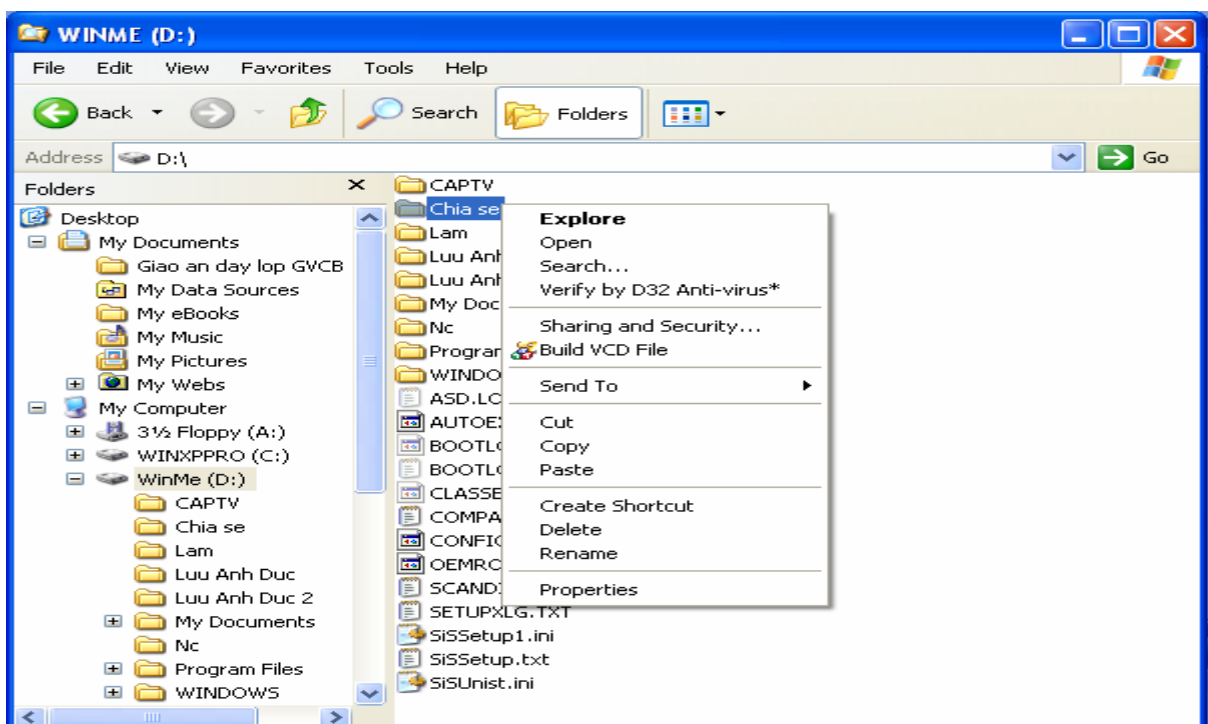 WINME (D:)
File Edit View Favorites Tools Help
Back Search Folders
Address D:\ Go
Folders
Desktop
My Documents
Giao an day lop GVCB
My Data Sources
My eBooks
My Music
My Pictures
My Webs
My Computer
3½ Floppy (A:)
WINXPPRO (C:)
WinMe (D:)
CAPTV
Chia se
Lam
Luu Anh Duc
Luu Anh Duc 2
My Documents
Nc
Program Files
WINDOWS
CAPTV
Chia se
Lam
Luu Anh
Luu Anh
My Doc
Nc
Program
WINDO
ASD.LO
AUTOE
BOOTL
BOOTL
CLASSE
COMPA
CONFIG
OEMRO
SCAND
SETUPXLG.TXT
SiSSetup1.ini
SiSSetup.txt
SiSUnist.ini
Explore
Open
Search...
Verify by D32 Anti-virus*
Sharing and Security...
Build VCD File
Send To
Cut
Copy
Paste
Create Shortcut
Delete
Rename
Properties